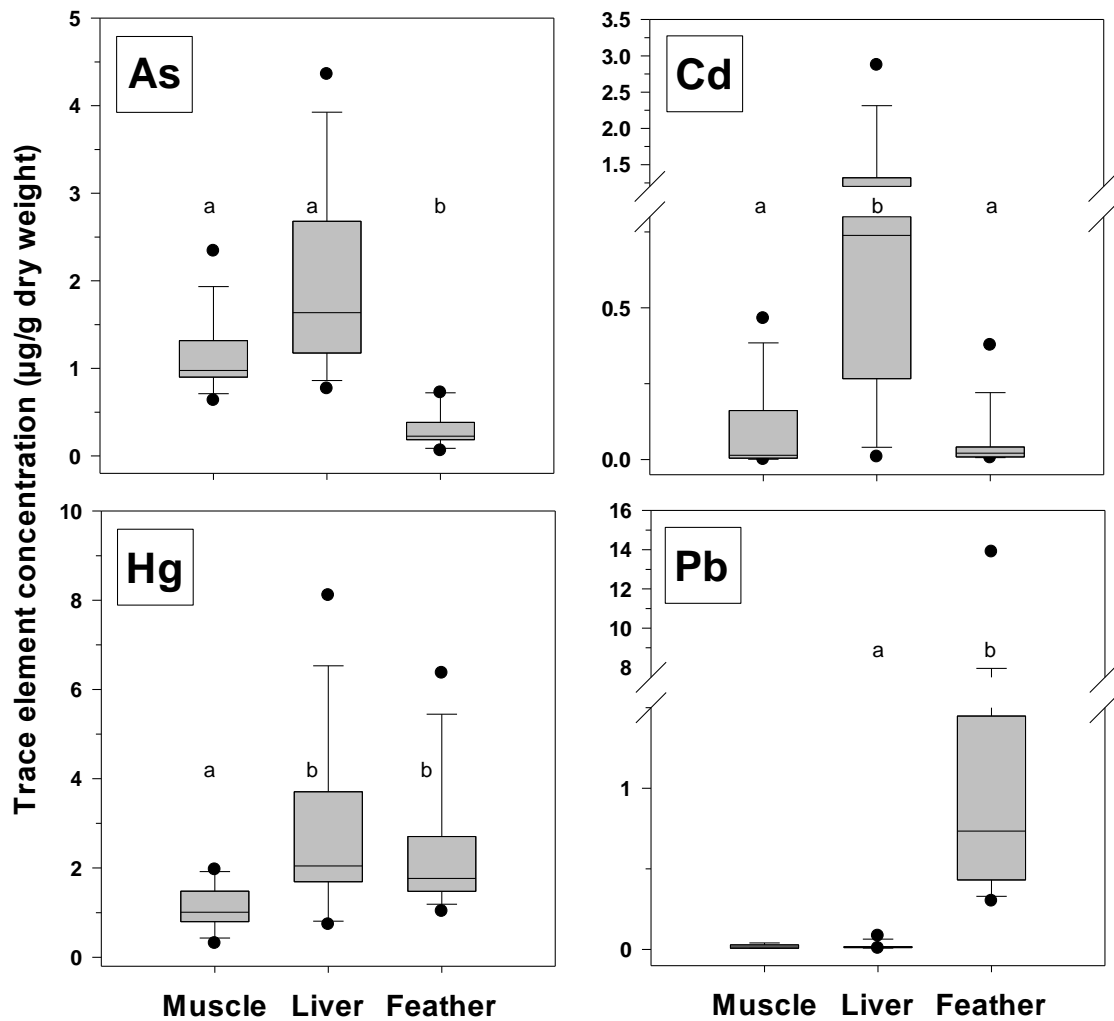 Trace element concentration (µg/g dry weight)
As
5
4
3
2
1
0
a
a
b
Cd
3.5
3.0
2.5
2.0
1.5
0.5
0.0
a
b
a
Hg
10
8
6
4
2
0
a
b
b
Pb
16
14
12
10
8
1
0
a
b
Muscle Liver Feather
Muscle Liver Feather